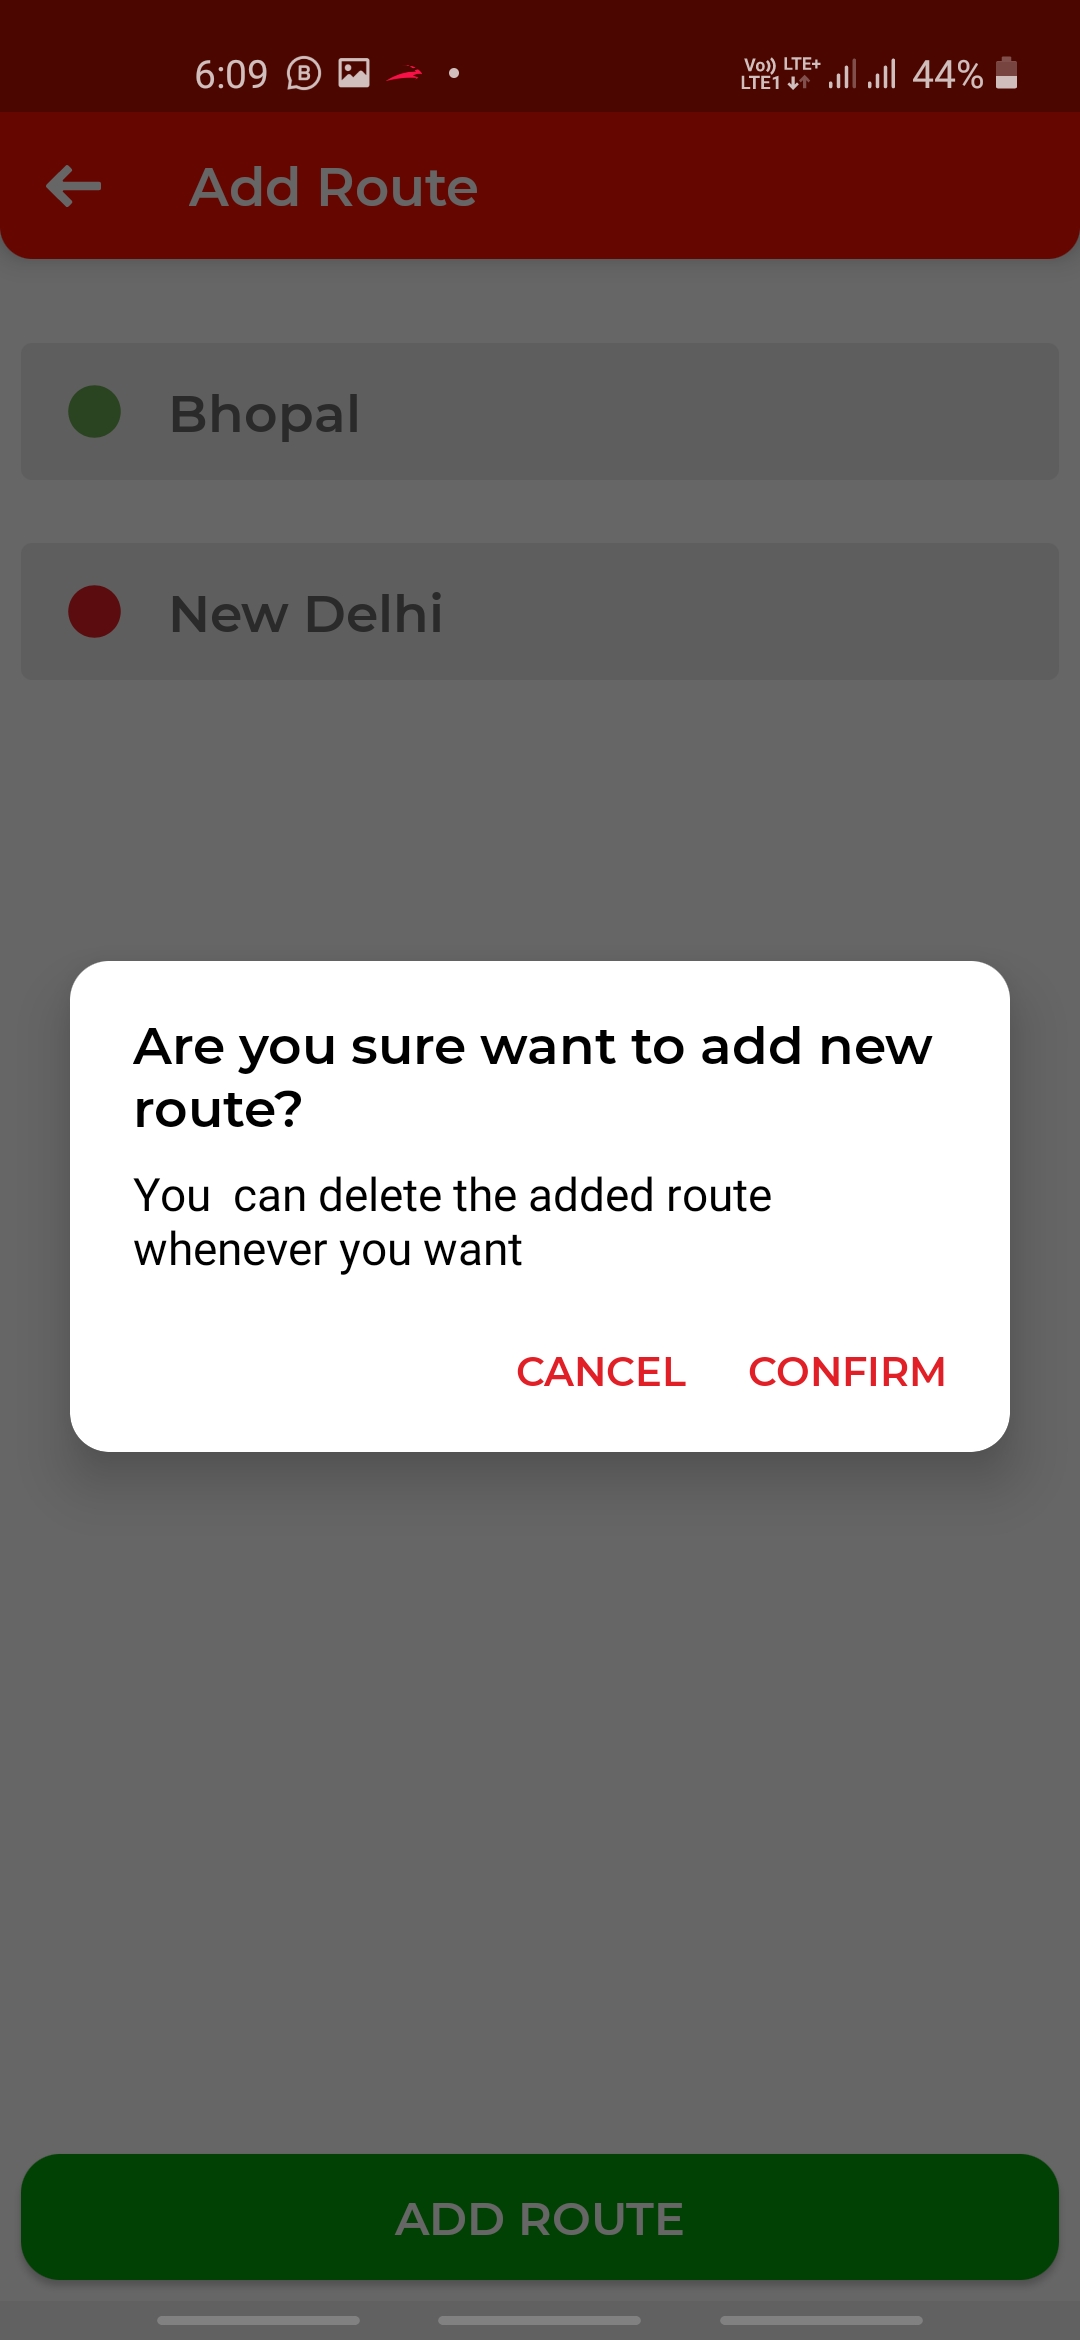 6:09 Vo)) LTE+ 44%
LTE1
Add Route
Bhopal
New Delhi
Are you sure want to add new
route?
You  can delete the added route
whenever you want
CANCEL CONFIRM
ADD ROUTE